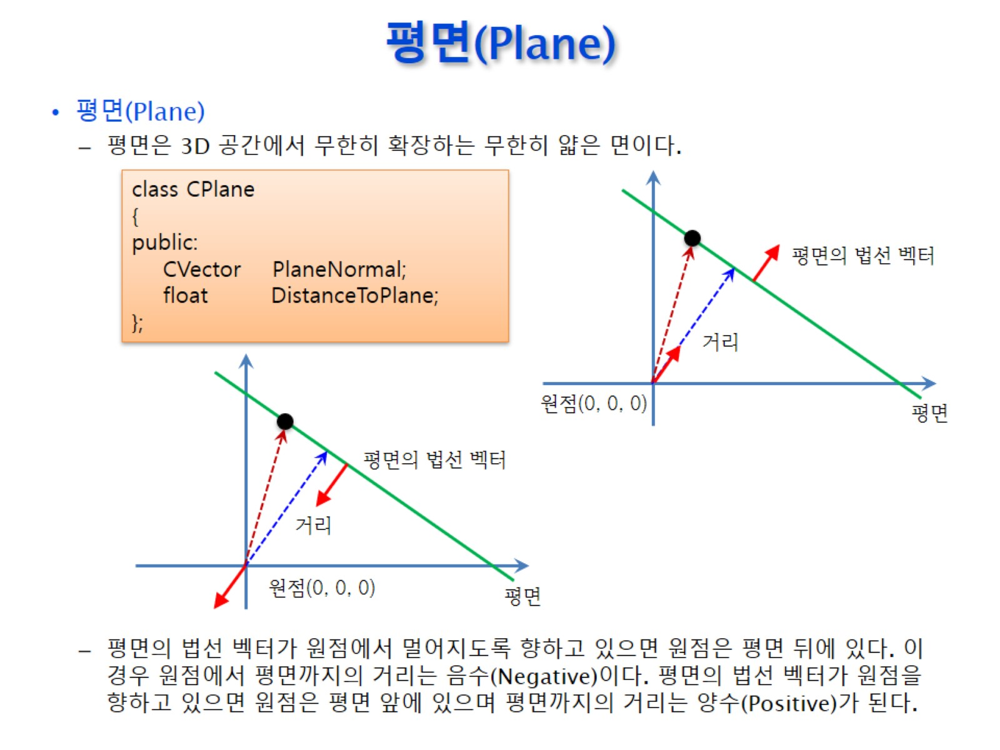 평면(Plane)
• 평면(Plane)
– 평면은 3D 공간에서 무한히 확장하는 무한히 얇은 면이다.
class CPlane
{
public:
CVector PlaneNormal;
float DistanceToPlane;
};
평면의 법선 벡터
거리
원점(0, 0, 0)
평면
평면의 법선 벡터
거리
원점(0, 0, 0)
평면
– 평면의 법선 벡터가 원점에서 멀어지도록 향하고 있으면 원점은 평면 뒤에 있다. 이
경우 원점에서 평면까지의 거리는 음수(Negative)이다. 평면의 법선 벡터가 원점을
향하고 있으면 원점은 평면 앞에 있으며 평면까지의 거리는 양수(Positive)가 된다.